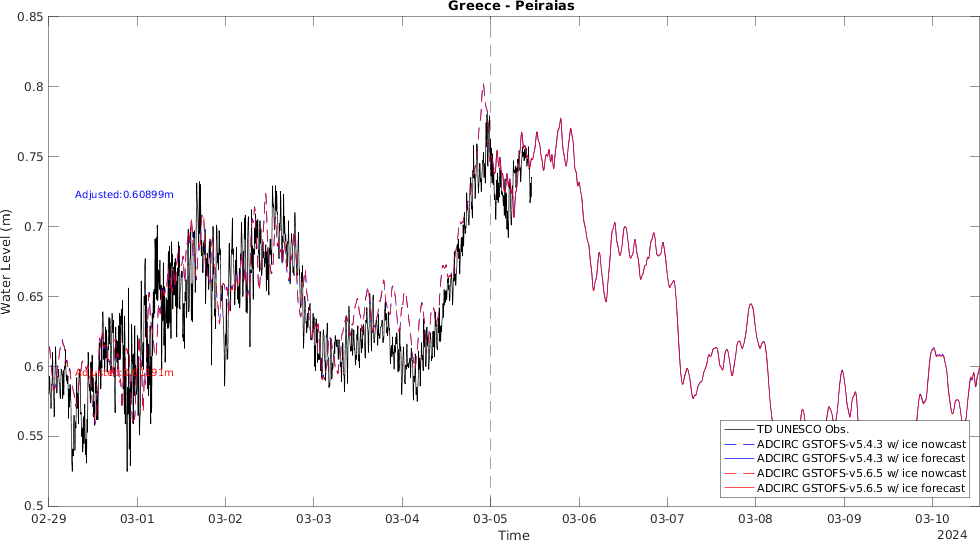 Greece - Peiraias
0.85
0.8
0.75
0.7
0.65
0.6
0.55
0.5
Water Level (m)
Adjusted:0.60899m
02-29
03-01
03-02
03-03
03-04
03-05
03-06
03-07
03-08
03-09
03-10
Time
2024
TD UNESCO Obs.
ADCIRC GSTOFS-v5.4.3 w/ ice nowcast
ADCIRC GSTOFS-v5.4.3 w/ ice forecast
ADCIRC GSTOFS-v5.6.5 w/ ice nowcast
ADCIRC GSTOFS-v5.6.5 w/ ice forecast